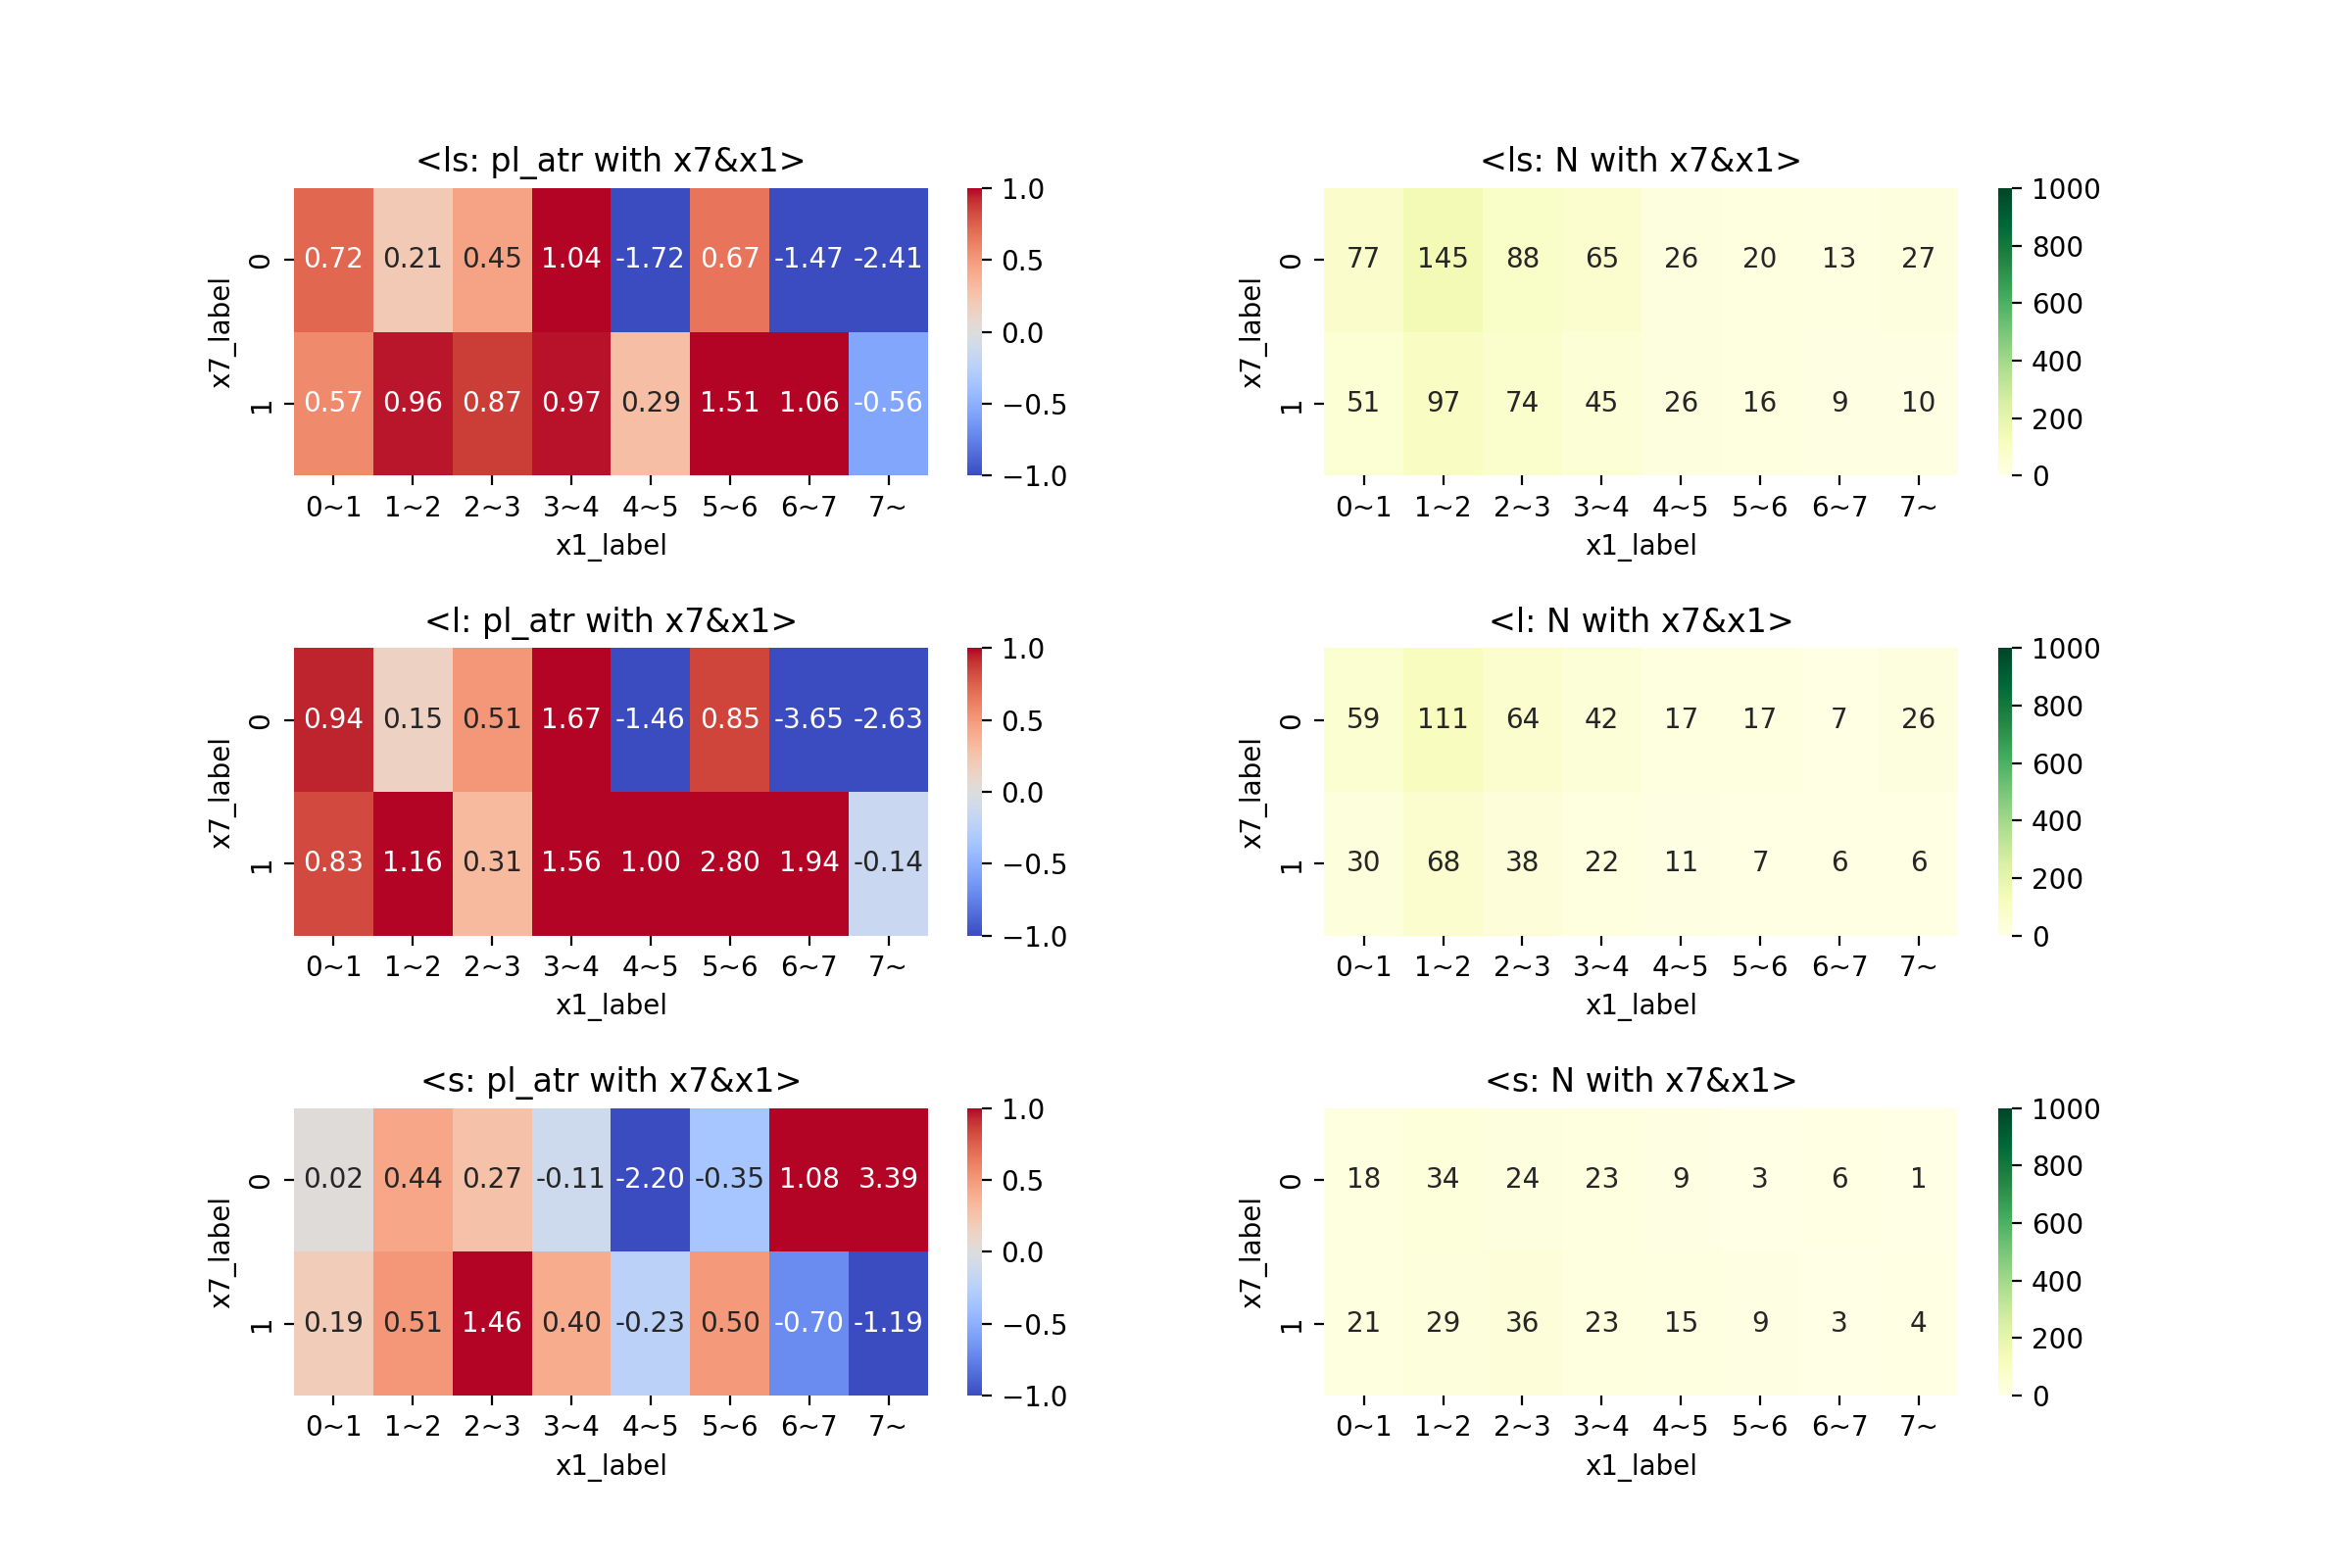 <ls: pl_atr with x7&x1>
x7_label
0
0.72 0.21 0.45 1.04 -1.72 0.67 -1.47 -2.41
1
0.57 0.96 0.87 0.97 0.29 1.51 1.06 -0.56
0~1 1~2 2~3 3~4 4~5 5~6 6~7 7~
x1_label
1.0
0.5
0.0
−0.5
−1.0
<ls: N with x7&x1>
x7_label
0
77 145 88 65 26 20 13 27
1
51 97 74 45 26 16 9 10
0~1 1~2 2~3 3~4 4~5 5~6 6~7 7~
x1_label
1000
800
600
400
200
0
<l: pl_atr with x7&x1>
x7_label
0
0.94 0.15 0.51 1.67 -1.46 0.85 -3.65 -2.63
1
0.83 1.16 0.31 1.56 1.00 2.80 1.94 -0.14
0~1 1~2 2~3 3~4 4~5 5~6 6~7 7~
x1_label
1.0
0.5
0.0
−0.5
−1.0
<l: N with x7&x1>
x7_label
0
59 111 64 42 17 17 7 26
1
30 68 38 22 11 7 6 6
0~1 1~2 2~3 3~4 4~5 5~6 6~7 7~
x1_label
1000
800
600
400
200
0
<s: pl_atr with x7&x1>
x7_label
0
0.02 0.44 0.27 -0.11 -2.20 -0.35 1.08 3.39
1
0.19 0.51 1.46 0.40 -0.23 0.50 -0.70 -1.19
0~1 1~2 2~3 3~4 4~5 5~6 6~7 7~
x1_label
1.0
0.5
0.0
−0.5
−1.0
<s: N with x7&x1>
x7_label
0
18 34 24 23 9 3 6 1
1
21 29 36 23 15 9 3 4
0~1 1~2 2~3 3~4 4~5 5~6 6~7 7~
x1_label
1000
800
600
400
200
0